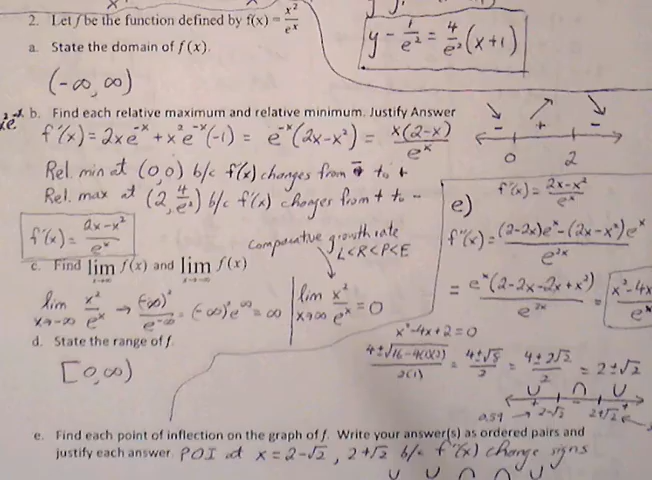 2. Let f be the function defined by f(x) = x²/eˣ
y - 1/e² = 4/e²(x+1)
a. State the domain of f(x).
(-∞, ∞)
b. Find each relative maximum and relative minimum. Justify Answer
f'(x) = 2xe⁻ˣ + x²e⁻ˣ(-1) = e⁻ˣ(2x-x²) = x(2-x)/eˣ
- + -
0 2
Rel. min at (0,0) b/c f'(x) changes from - to +
Rel. max at (2, 4/e²) b/c f'(x) changes from + to -
f'(x) = 2x-x²/eˣ
e) f'(x) = 2x-x²/eˣ
f''(x) = (2-2x)eˣ-(2x-x²)eˣ/e²ˣ
= eˣ(2-2x-2x+x²)/e²ˣ = x²-4x/eˣ
comparative growth rate
L<R<P<E
c. Find lim x→∞ f(x) and lim x→-∞ f(x)
lim x→-∞ x²/eˣ → (-∞)²/e^-∞ = (-∞)²e^∞ = ∞
lim x→∞ x²/eˣ = 0
x²-4x+2=0
4±√16-4(1)(2)/2(1) = 4±√8/2 = 4±2√2/2 = 2±√2
d. State the range of f.
[0,∞)
∪ ∩ ∪
+ - +
2-√2 2+√2
e. Find each point of inflection on the graph of f. Write your answer(s) as ordered pairs and
justify each answer. POI at x = 2-√2, 2+√2 b/c f''(x) change signs